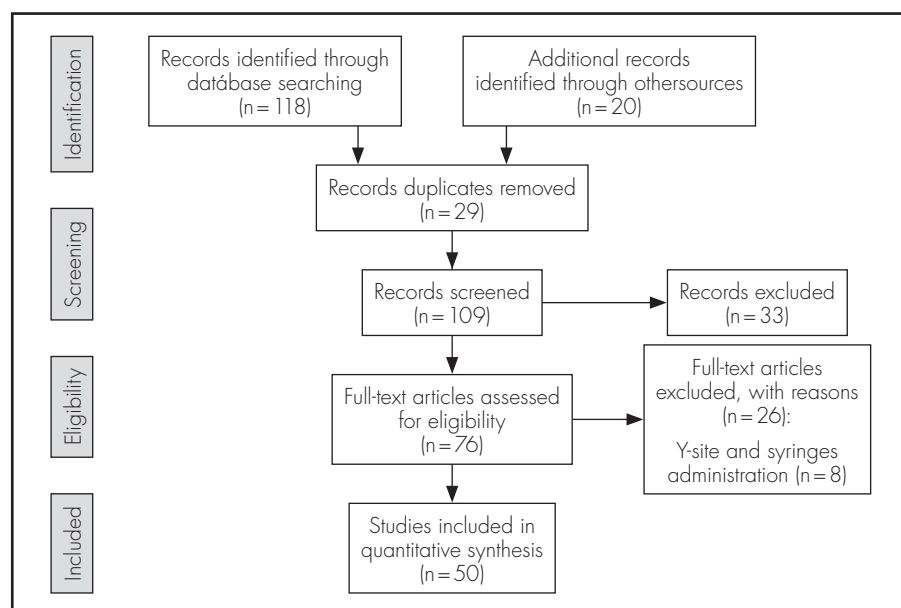 Identification
Records identified through
datábase searching
(n = 118)
Additional records
identified through othersources
(n = 20)
Records duplicates removed
(n = 29)
Screening
Records screened
(n = 109)
Records excluded
(n = 33)
Eligibility
Full-text articles assessed
for eligibility
(n = 76)
Full-text articles
excluded, with reasons
(n = 26):
Y-site and syringes
administration (n = 8)
Included
Studies included in
quantitative synthesis
(n = 50)